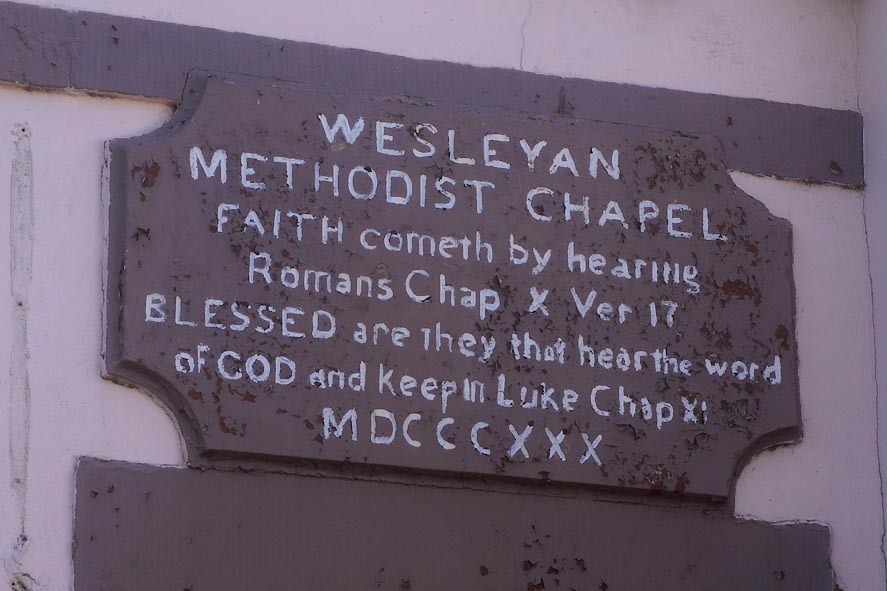 WESLEYAN
METHODIST CHAPEL
FAITH cometh by hearing
Romans Chap X Ver 17
BLESSED are They that hear the word
OF GOD and Keep in Luke Chap XI
MDCCCXXX